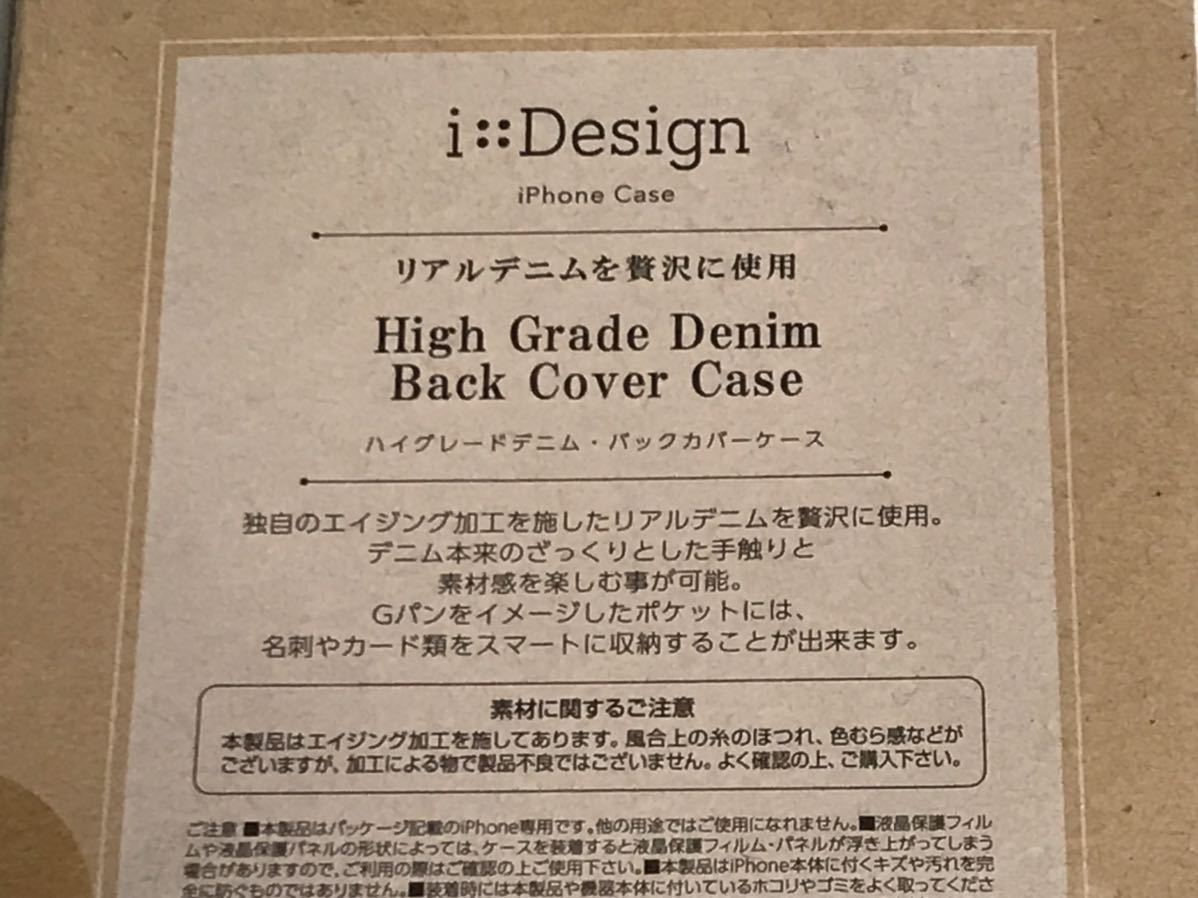 i::Design
iPhone Case
リアルデニムを贅沢に使用
High Grade Denim
Back Cover Case
ハイグレードデニム・バックカバーケース
独自のエイジング加工を施したリアルデニムを贅沢に使用。
デニム本来のざっくりとした手触りと
素材感を楽しむ事が可能。
Gパンをイメージしたポケットには、
名刺やカード類をスマートに収納することが出来ます。
素材に関するご注意
本製品はエイジング加工を施してあります。風合上の糸のほつれ、色むら感などが
ございますが、加工による物で製品不良ではございません。よく確認の上、ご購入下さい。
ご注意 ■本製品はパッケージ記載のiPhone専用です。他の用途ではご使用になれません。■液晶保護フィル
ムや液晶保護パネルの形状によっては、ケースを装着すると液晶保護フィルム・パネルが浮き上がってしまう
場合がありますので、ご利用の際はご確認の上ご使用下さい。■本製品はiPhone本体に付くキズや汚れを完
全に防ぐものではありません。■装着時には本製品や機器本体に付いているホコリやゴミをよく取ってくださ